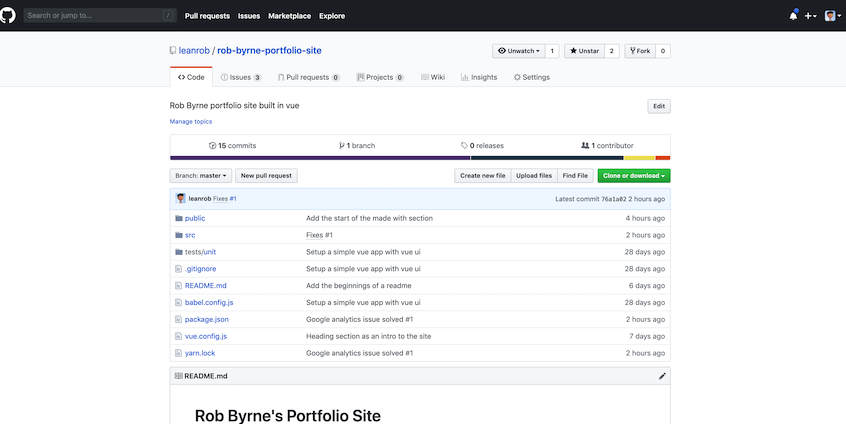 Search or jump to... / Pull requests Issues Marketplace Explore
leanrob / rob-byrne-portfolio-site Unwatch 1 Unstar 2 Fork 0
Code Issues 3 Pull requests 0 Projects 0 Wiki Insights Settings
Rob Byrne portfolio site built in vue Edit
Manage topics
15 commits 1 branch 0 releases 1 contributor
Branch: master New pull request Create new file Upload files Find File Clone or download
leanrob Fixes #1 Latest commit 76a1a02 2 hours ago
public Add the start of the made with section 4 hours ago
src Fixes #1 2 hours ago
tests/unit Setup a simple vue app with vue ui 28 days ago
.gitignore Setup a simple vue app with vue ui 28 days ago
README.md Add the beginnings of a readme 6 days ago
babel.config.js Setup a simple vue app with vue ui 28 days ago
package.json Google analytics issue solved #1 2 hours ago
vue.config.js Heading section as an intro to the site 7 days ago
yarn.lock Google analytics issue solved #1 2 hours ago
README.md
Rob Byrne's Portfolio Site